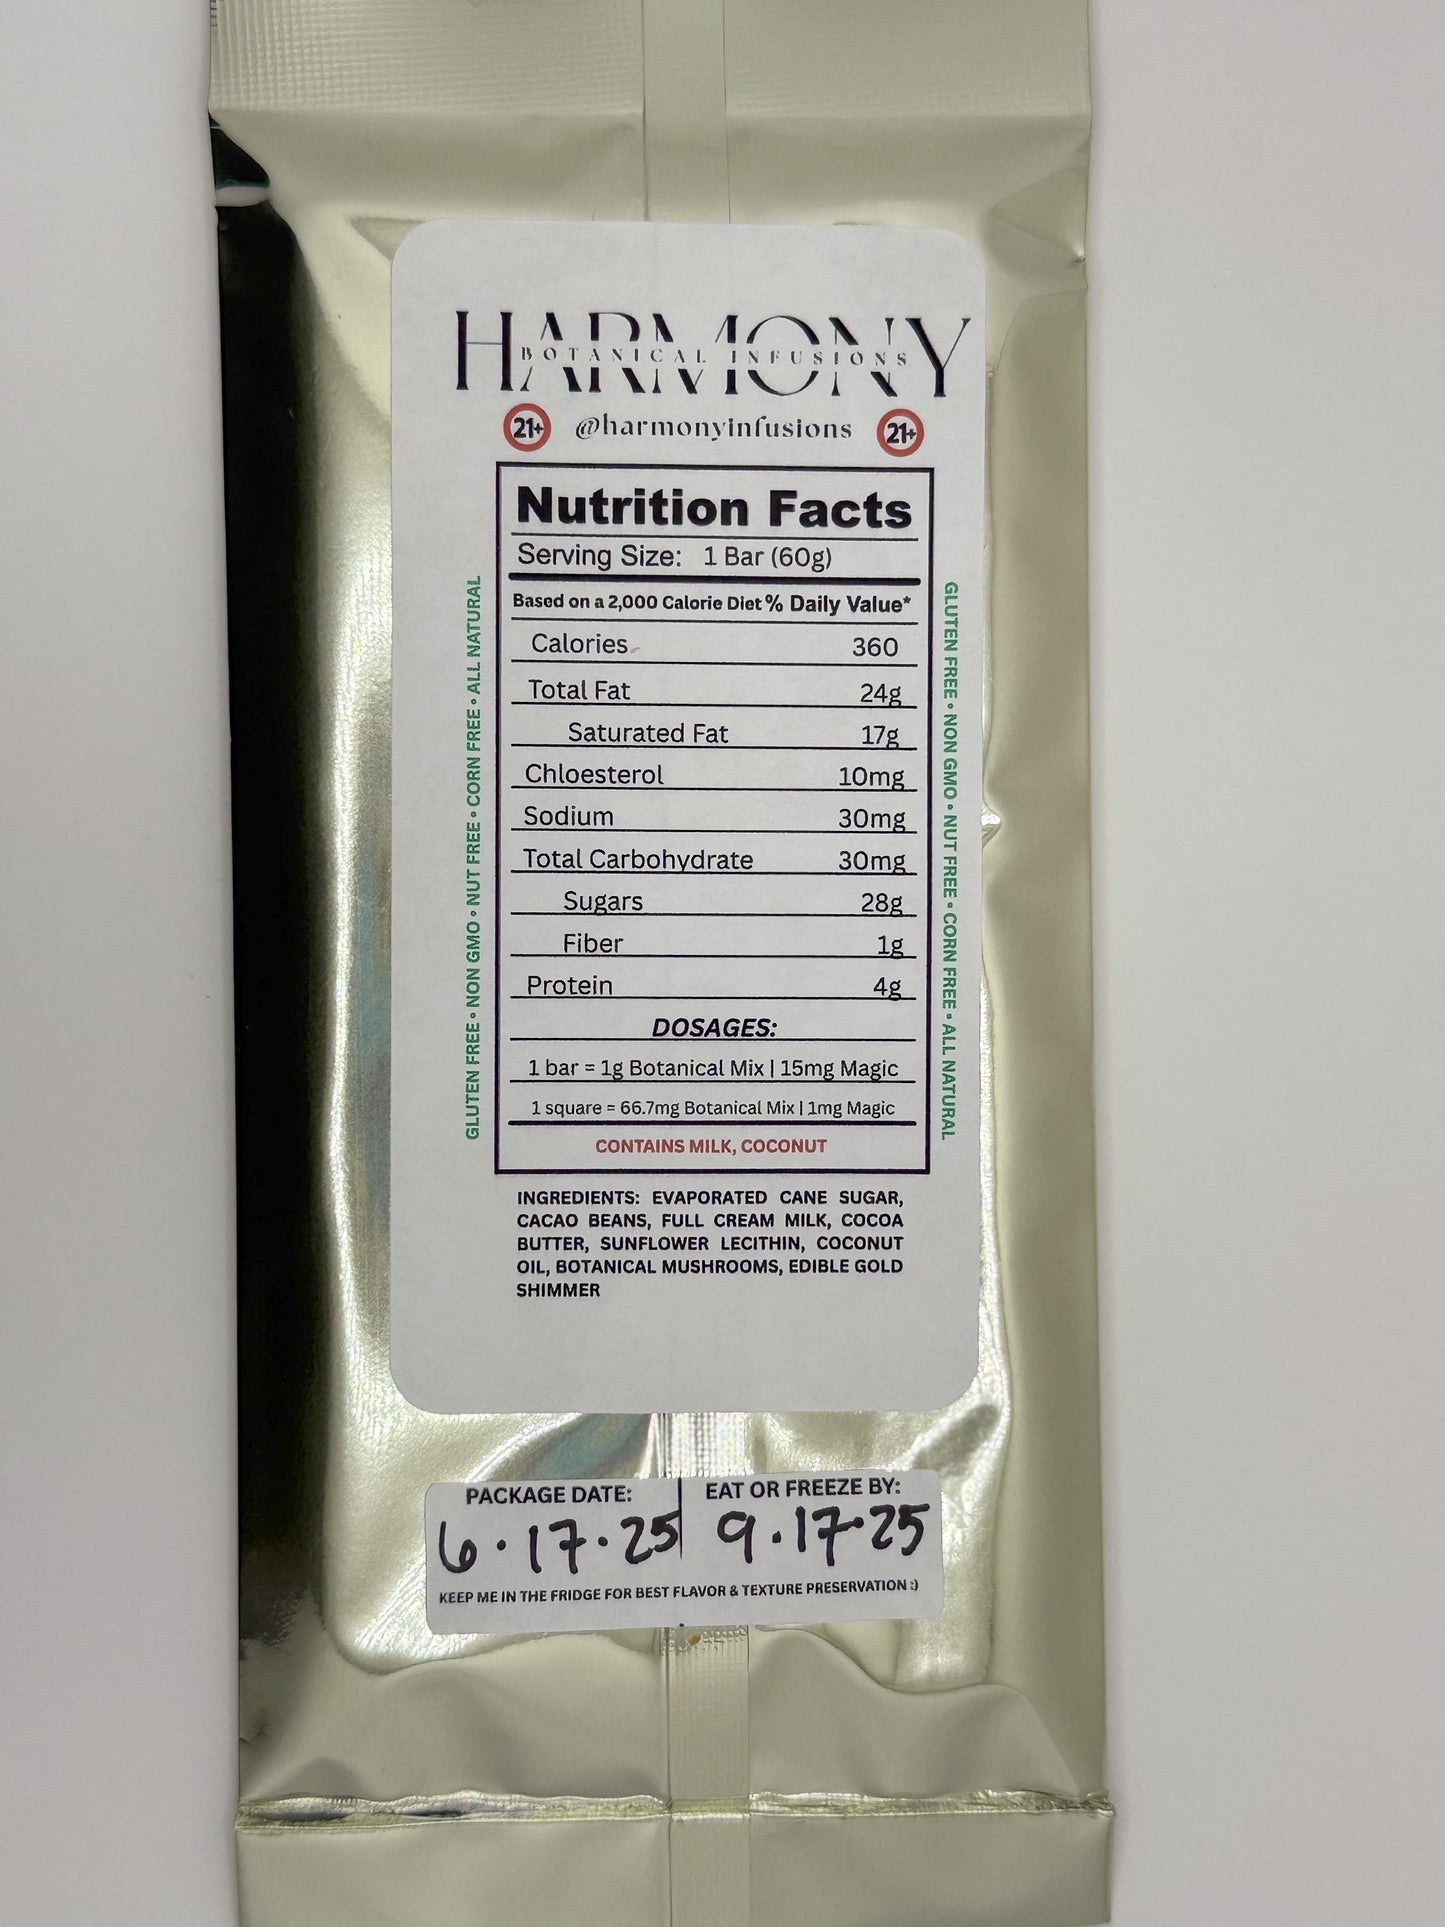 HARMONY
BOTANICAL INFUSIONS
21+ @harmonyinfusions 21+
Nutrition Facts
Serving Size: 1 Bar (60g)
Based on a 2,000 Calorie Diet % Daily Value*
Calories 360
Total Fat 24g
Saturated Fat 17g
Chloesterol 10mg
Sodium 30mg
Total Carbohydrate 30mg
Sugars 28g
Fiber 1g
Protein 4g
DOSAGES:
1 bar = 1g Botanical Mix | 15mg Magic
1 square = 66.7mg Botanical Mix | 1mg Magic
CONTAINS MILK, COCONUT
GLUTEN FREE • NON GMO • NUT FREE • CORN FREE • ALL NATURAL
GLUTEN FREE • NON GMO • NUT FREE • CORN FREE • ALL NATURAL
INGREDIENTS: EVAPORATED CANE SUGAR,
CACAO BEANS, FULL CREAM MILK, COCOA
BUTTER, SUNFLOWER LECITHIN, COCONUT
OIL, BOTANICAL MUSHROOMS, EDIBLE GOLD
SHIMMER
PACKAGE DATE: EAT OR FREEZE BY:
6.17.25 9.17.25
KEEP ME IN THE FRIDGE FOR BEST FLAVOR & TEXTURE PRESERVATION :)